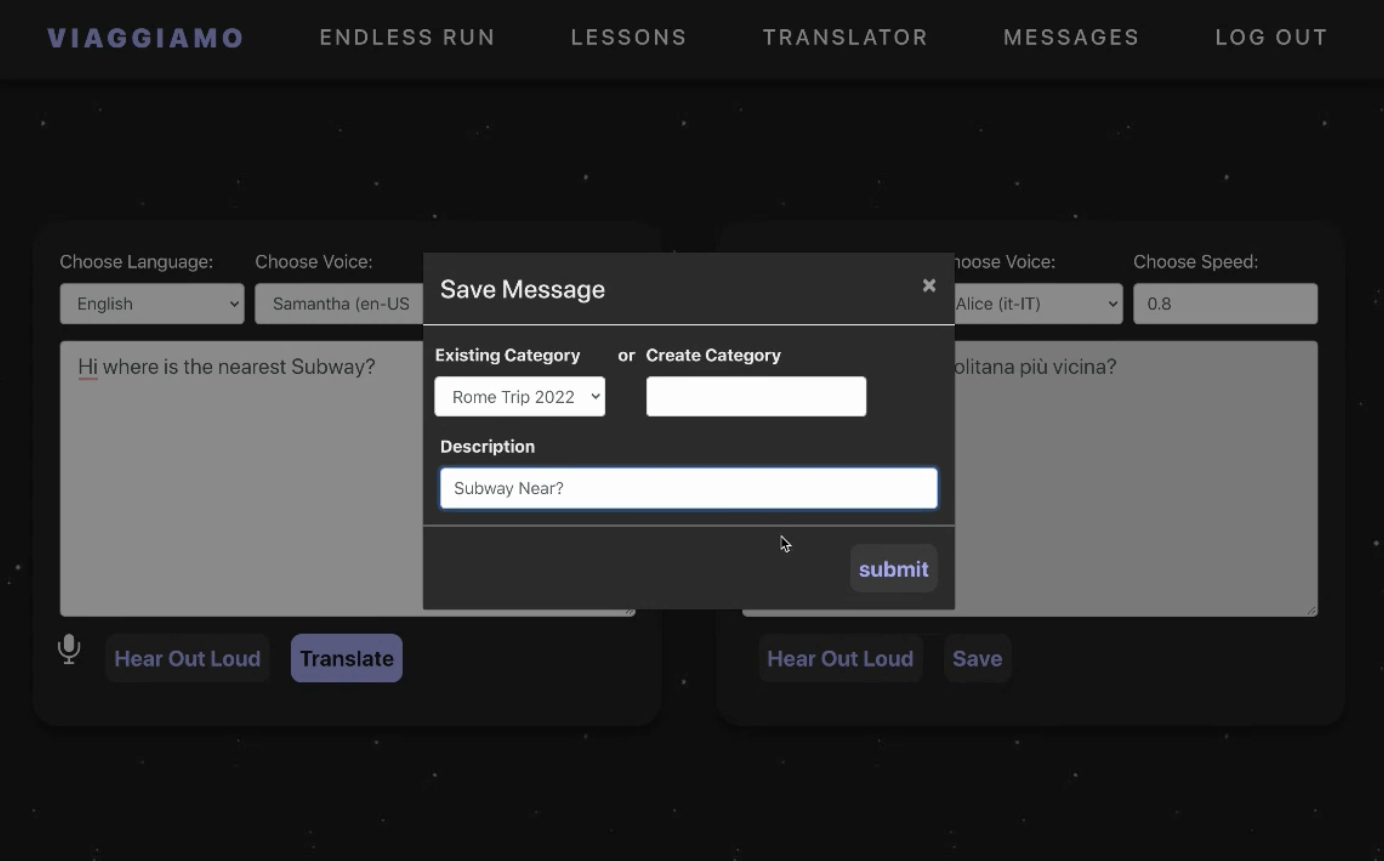 VIAGGIAMO ENDLESS RUN LESSONS TRANSLATOR MESSAGES LOG OUT
Choose Language: Choose Voice:
English Samantha (en-US
Hi where is the nearest Subway?
Hear Out Loud Translate
Save Message ×
Existing Category or Create Category
Rome Trip 2022
Description
Subway Near?
submit
Voice: Choose Speed:
Alice (it-IT) 0.8
più vicina?
Hear Out Loud Save